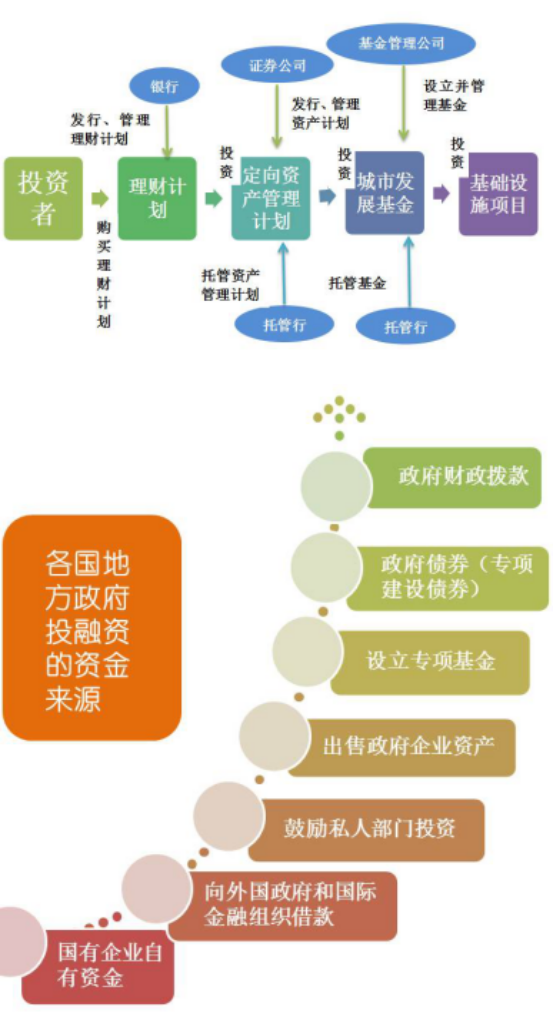 基金管理公司
证券公司
银行
设立并管
理基金
发行、管理
资产计划
发行、管理
理财计划
投资
者
购
买
理
财
计
划
理财计
划
投
资
定向资
产管理
计划
投
资
城市发
展基金
投
资
基础设
施项目
托管资产
管理计划
托管基金
托管行
托管行
各国地
方政府
投融资
的资金
来源
政府财政拨款
政府债券（专项
建设债券）
设立专项基金
出售政府企业资产
鼓励私人部门投资
向外国政府和国际
金融组织借款
国有企业自
有资金